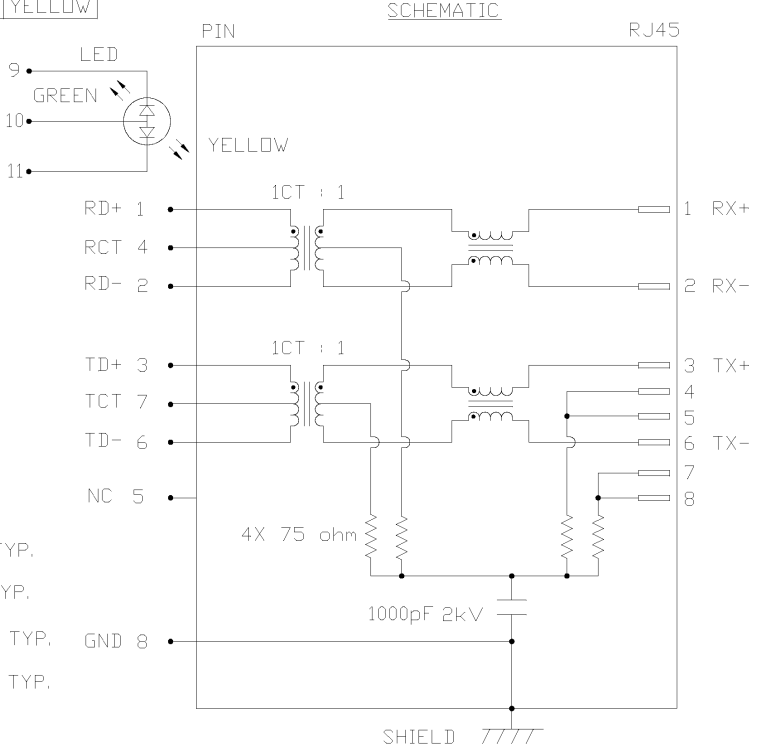 YELLOW
SCHEMATIC
PIN
RJ45
LED
9
GREEN
10
YELLOW
11
1CT : 1
RD+ 1
1 RX+
RCT 4
RD- 2
2 RX-
1CT : 1
TD+ 3
3 TX+
4
TCT 7
5
TD- 6
6 TX-
7
NC 5
8
4X 75 ohm
TYP.
YP.
1000pF 2kV
TYP.
GND 8
TYP.
SHIELD